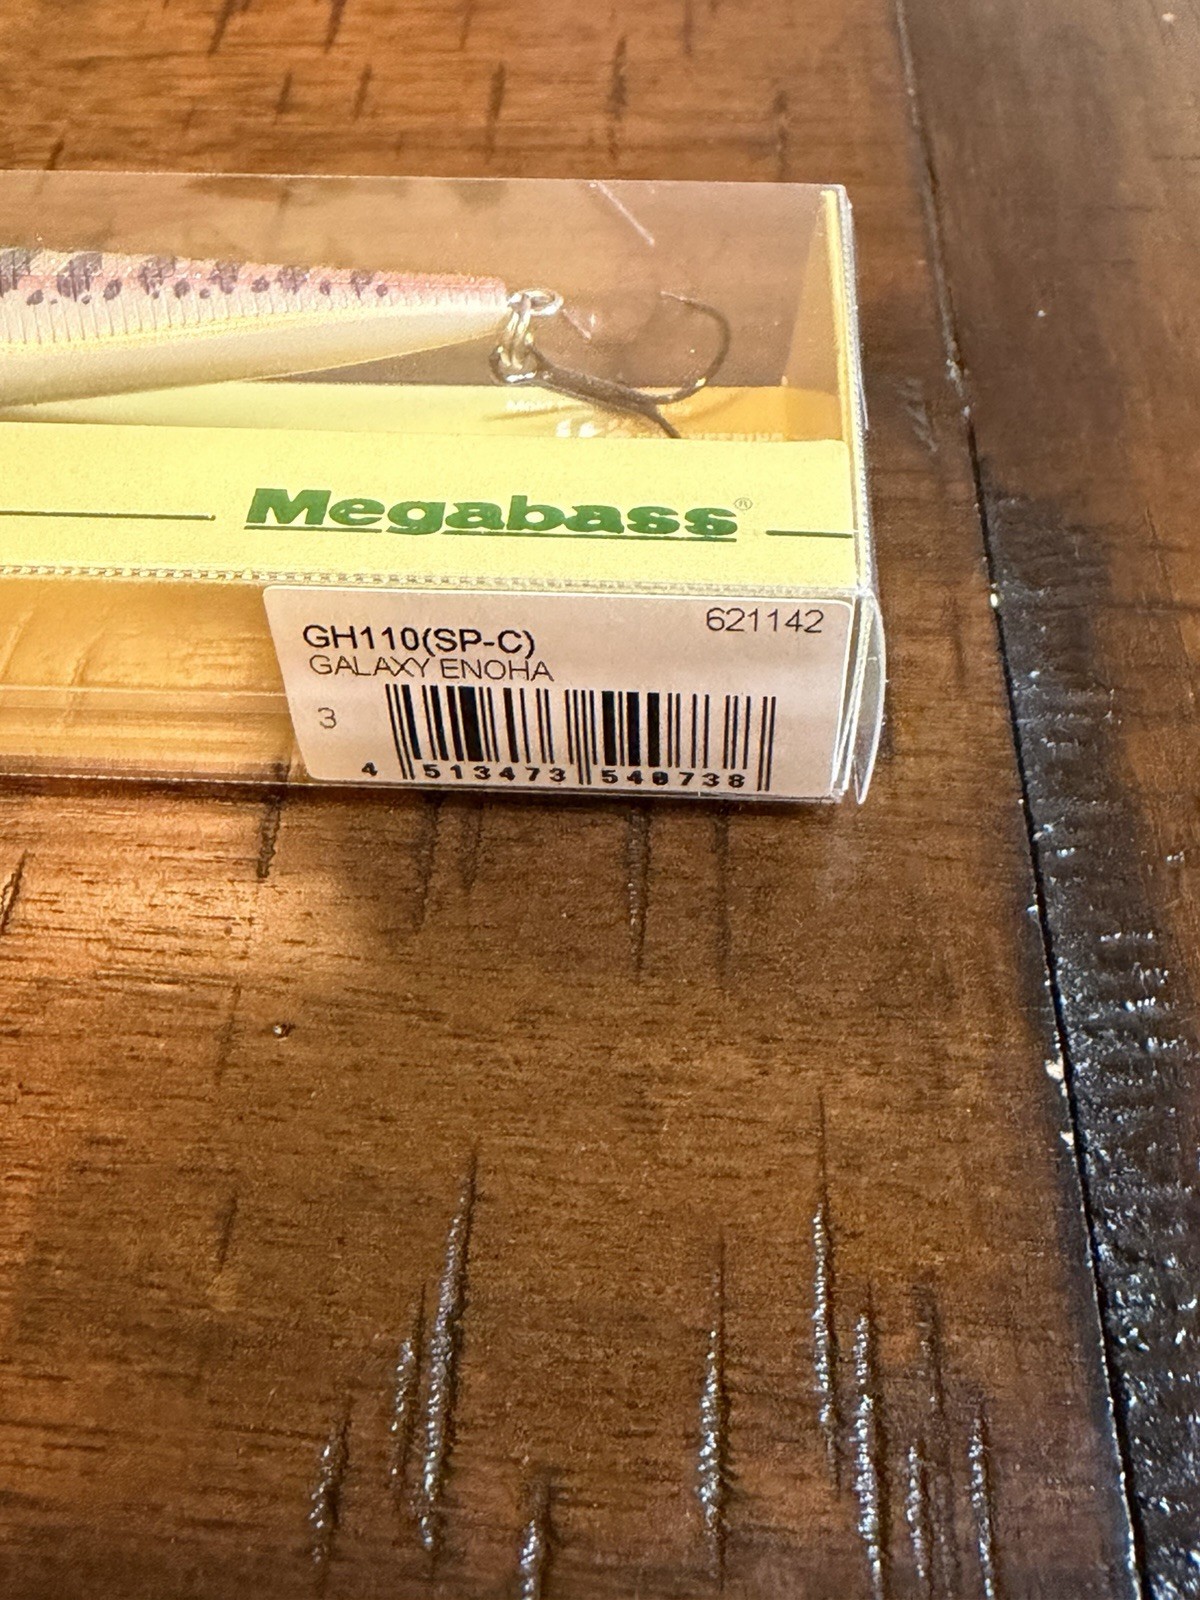 Megabass®
621142
GH110(SP-C)
GALAXY ENOHA
3
4 513473 540738